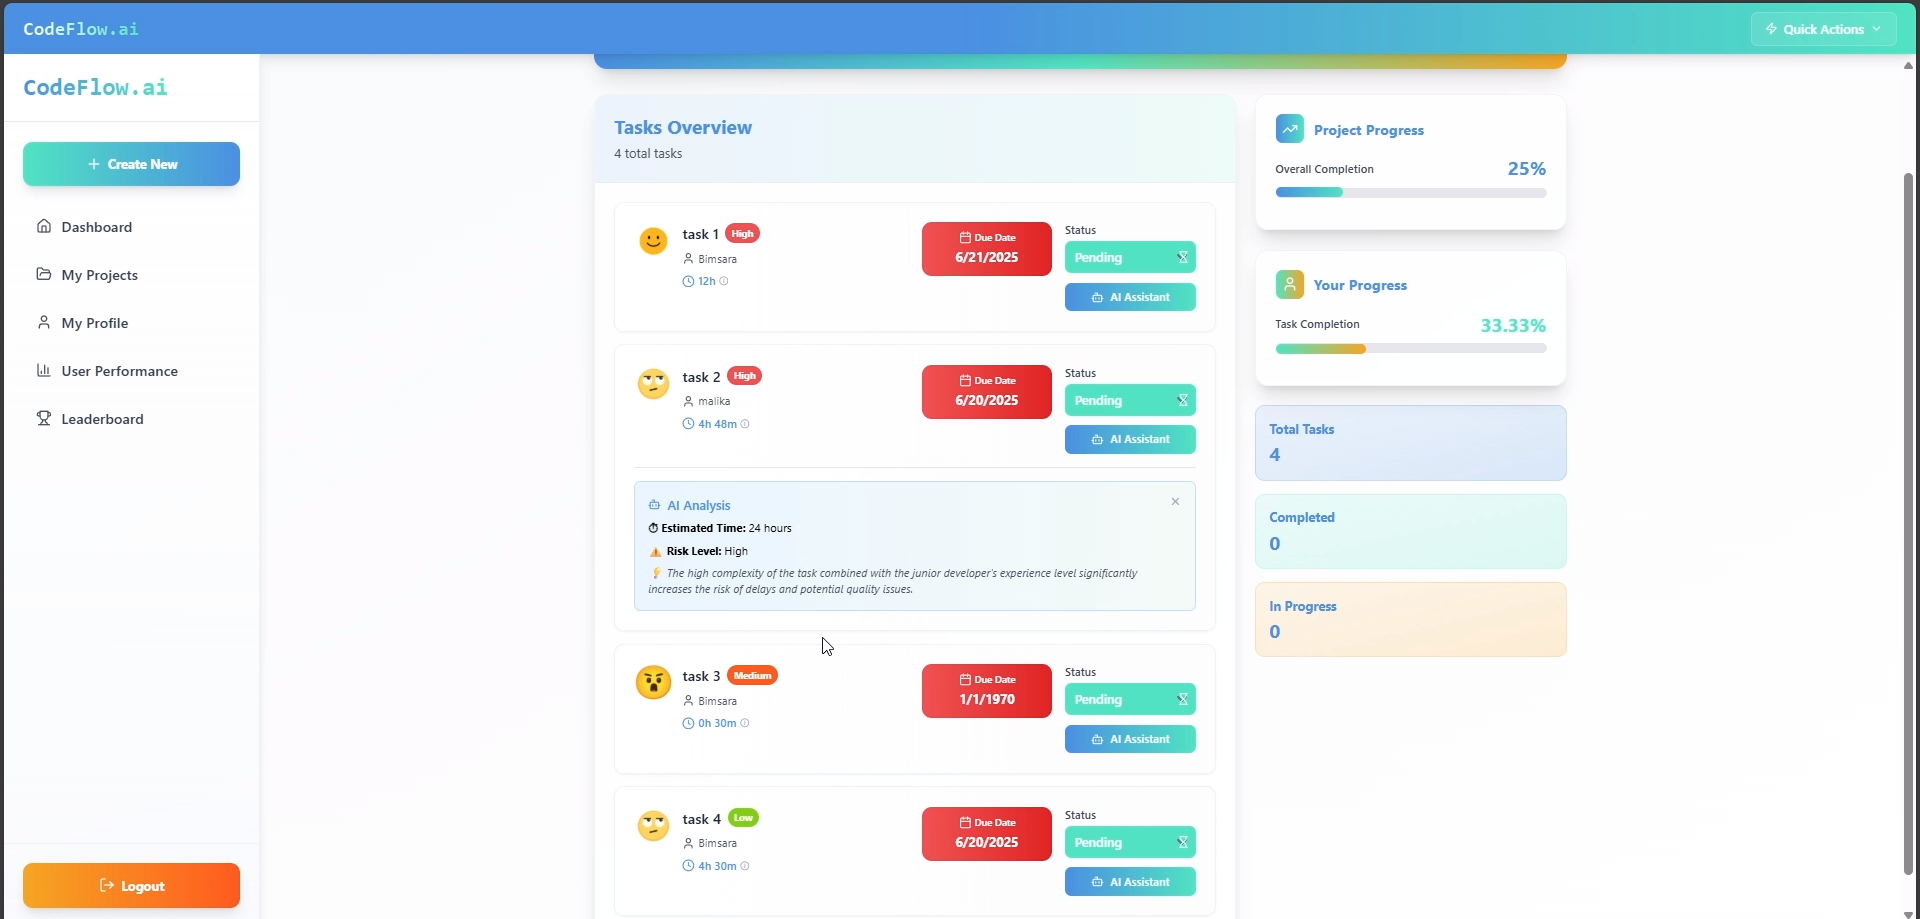 CodeFlow.ai
Quick Actions
CodeFlow.ai
Create New
Dashboard
My Projects
My Profile
User Performance
Leaderboard
Logout
Tasks Overview
4 total tasks
task 1 High
Bimsara
12h
Due Date
6/21/2025
Status
Pending
AI Assistant
task 2 High
malika
4h 48m
Due Date
6/20/2025
Status
Pending
AI Assistant
AI Analysis
Estimated Time: 24 hours
Risk Level: High
The high complexity of the task combined with the junior developer's experience level significantly
increases the risk of delays and potential quality issues.
task 3 Medium
Bimsara
0h 30m
Due Date
1/1/1970
Status
Pending
AI Assistant
task 4 Low
Bimsara
4h 30m
Due Date
6/20/2025
Status
Pending
AI Assistant
Project Progress
Overall Completion 25%
Your Progress
Task Completion 33.33%
Total Tasks
4
Completed
0
In Progress
0